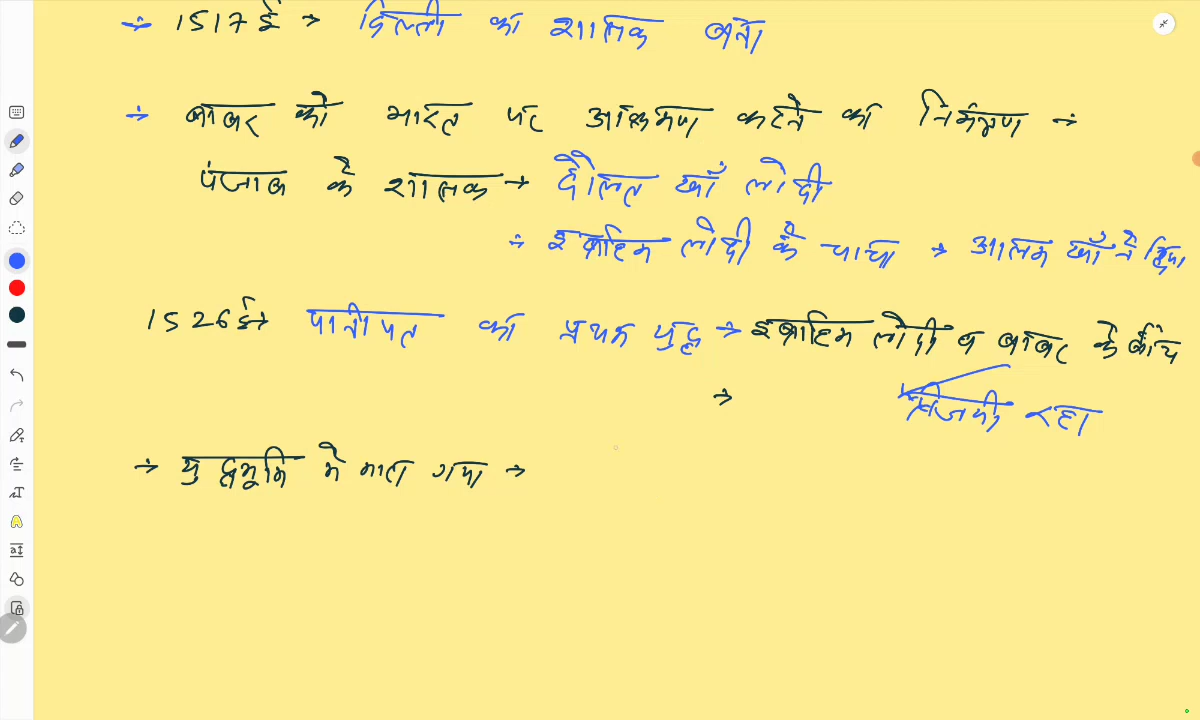 ÷ 1517 ई → दिल्ली का शासक बना
÷ बाबर को भारत पर आक्रमण करने का निमंत्रण →
पंजाब के शासक → दौलत खाँ लोदी
÷ इब्राहिम लोदी के चाचा → आलम खाँ ने दिया
1526 ई → पानीपत का प्रथम युद्ध → इब्राहिम लोदी व बाबर के बीच
→ विजयी रहा
→ युद्धभूमि में मारा गया →